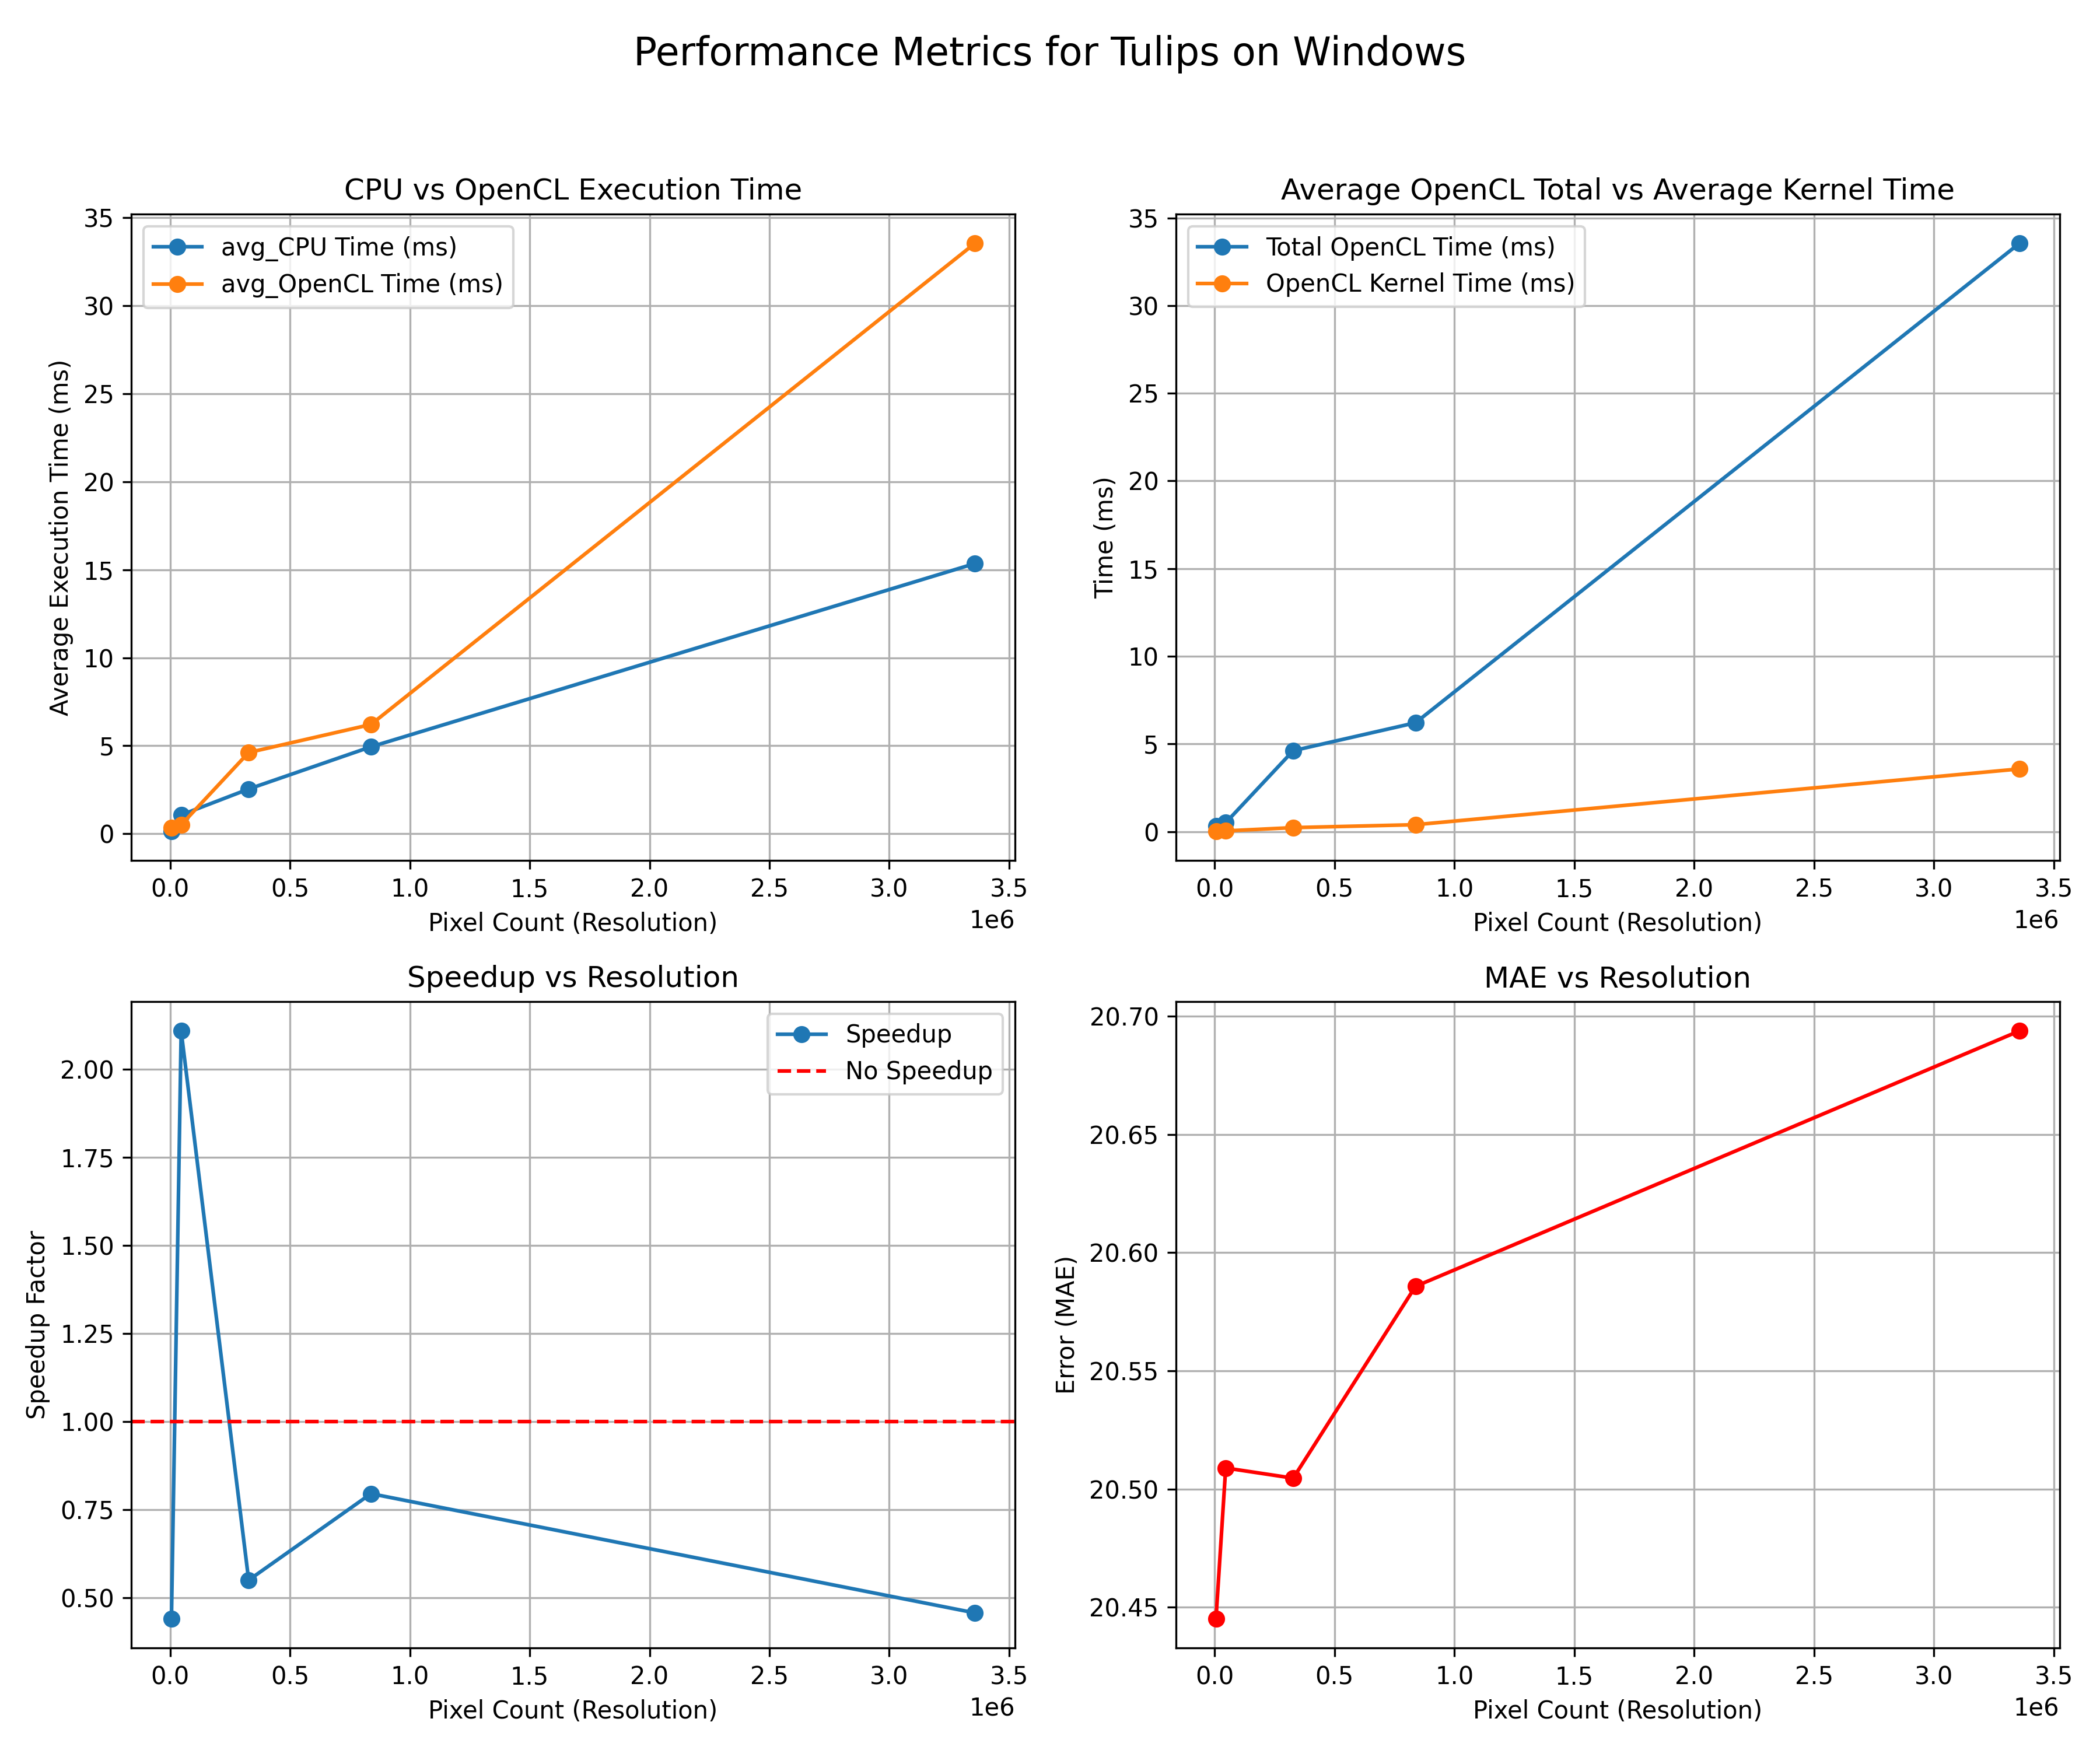 Performance Metrics for Tulips on Windows
CPU vs OpenCL Execution Time
35
30
25
20
15
10
5
0
Average Execution Time (ms)
avg_CPU Time (ms)
avg_OpenCL Time (ms)
0.0 0.5 1.0 1.5 2.0 2.5 3.0 3.5
1e6
Pixel Count (Resolution)
Average OpenCL Total vs Average Kernel Time
35
30
25
20
15
10
5
0
Time (ms)
Total OpenCL Time (ms)
OpenCL Kernel Time (ms)
0.0 0.5 1.0 1.5 2.0 2.5 3.0 3.5
1e6
Pixel Count (Resolution)
Speedup vs Resolution
2.00
1.75
1.50
1.25
1.00
0.75
0.50
Speedup Factor
Speedup
No Speedup
0.0 0.5 1.0 1.5 2.0 2.5 3.0 3.5
1e6
Pixel Count (Resolution)
MAE vs Resolution
20.70
20.65
20.60
20.55
20.50
20.45
Error (MAE)
0.0 0.5 1.0 1.5 2.0 2.5 3.0 3.5
1e6
Pixel Count (Resolution)